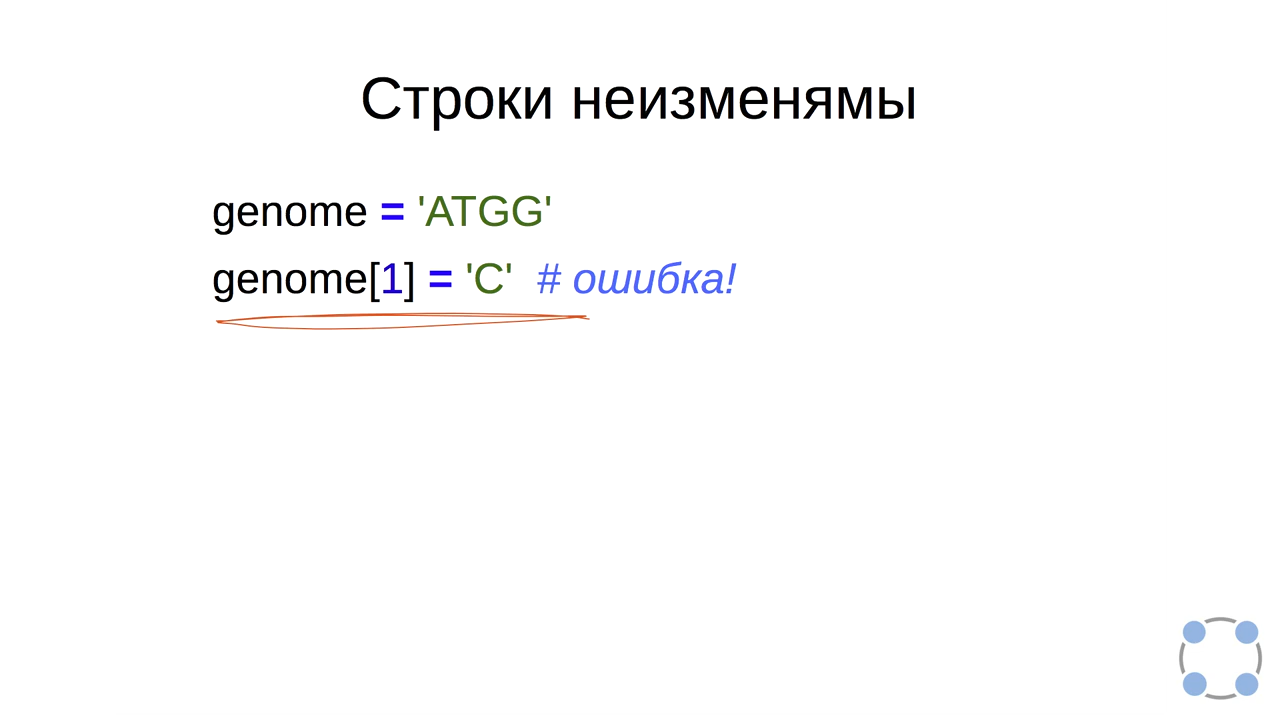 Строки неизменямы
genome = 'ATGG'
genome[1] = 'C' # ошибка!